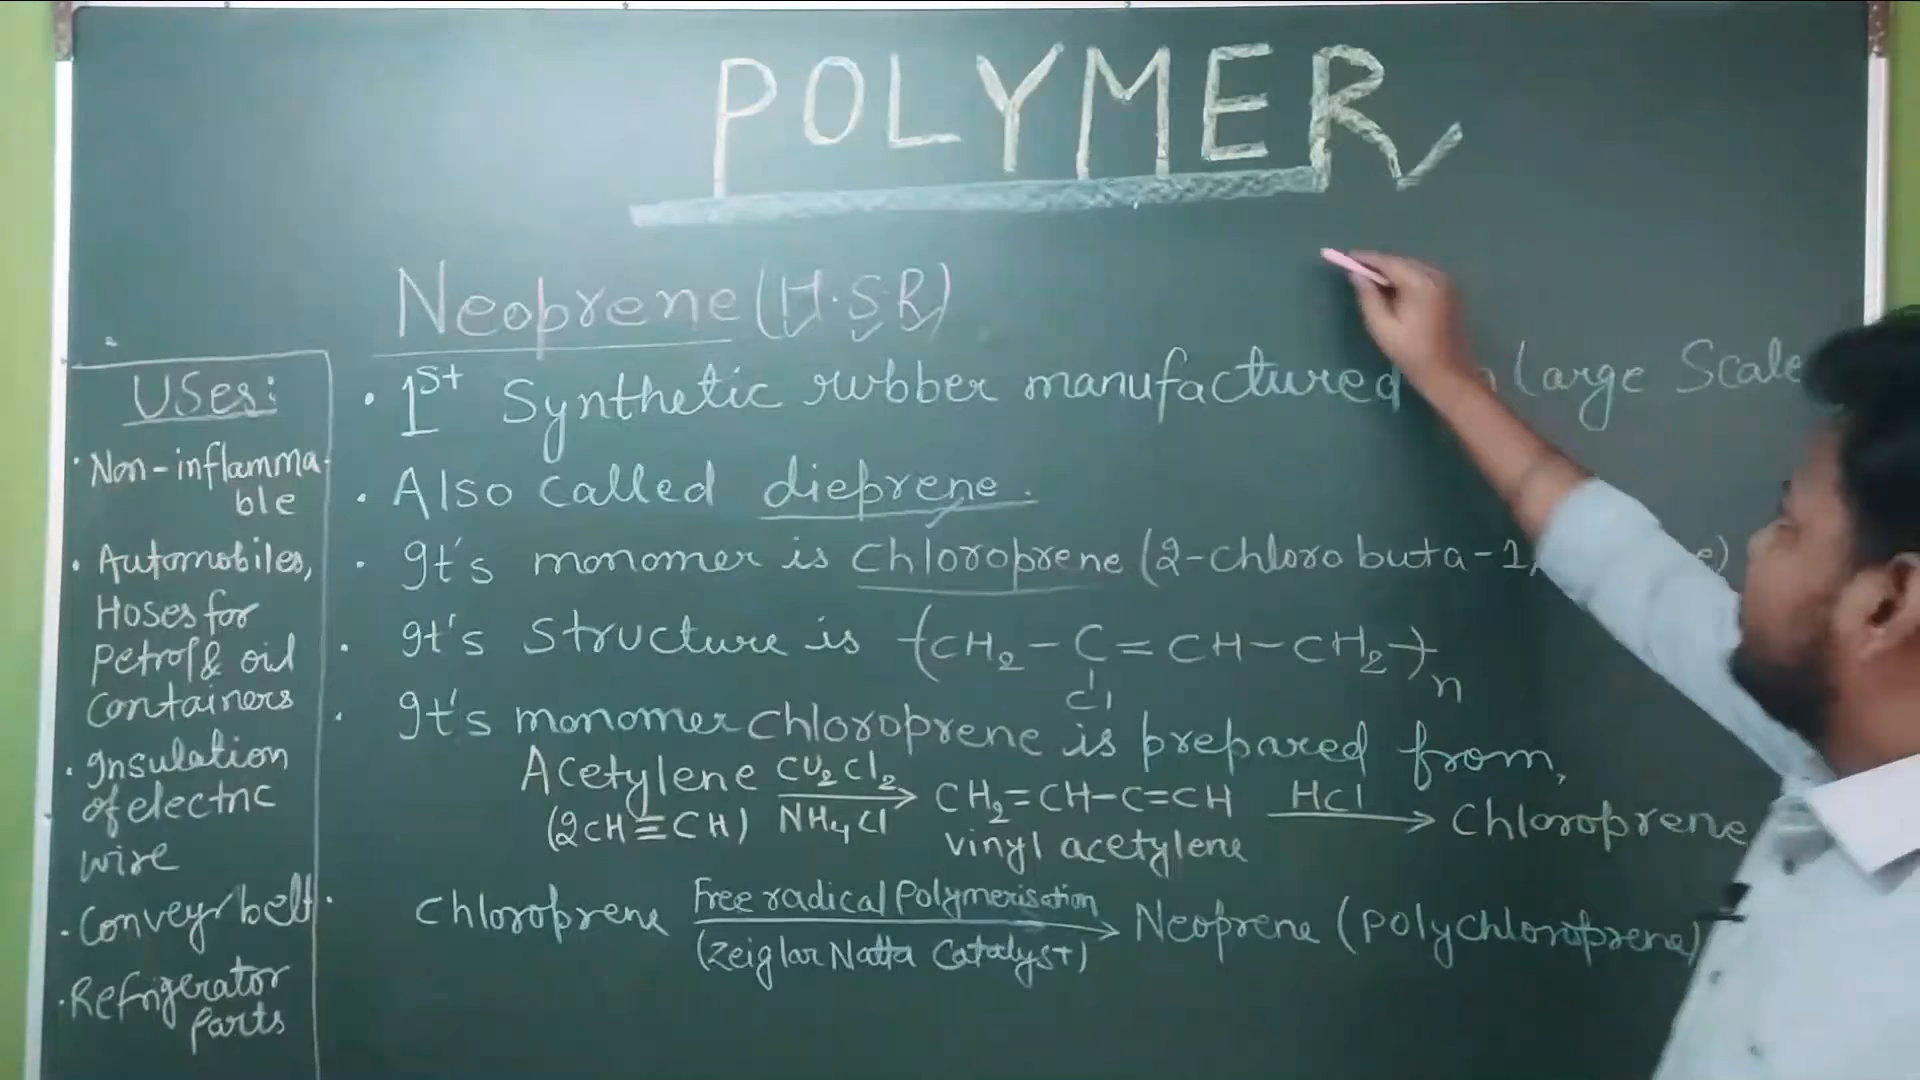 POLYMER
Neoprene (H.S.R)
Uses:
· Non-inflamma
ble
· Automobiles,
Hoses for
Petrol & oil
Containers
· Insulation
of electric
wire
· Conveyr belt
· Refrigerator
Parts
· 1st Synthetic rubber manufactured large Scale
· Also called dieprene.
· It's monomer is Chloroprene (2-chloro buta-1,
· It's Structure is (CH2-C=CH-CH2)n
Cl
· It's monomer Chloroprene is prepared from,
Acetylene Cu2Cl2 → CH2=CH-C=CH HCl → Chloroprene
(2CH≡CH) NH4Cl vinyl acetylene
· Chloroprene Free radical Polymerisation → Neoprene (Polychloroprene)
(Zeiglar Natta Catalyst)